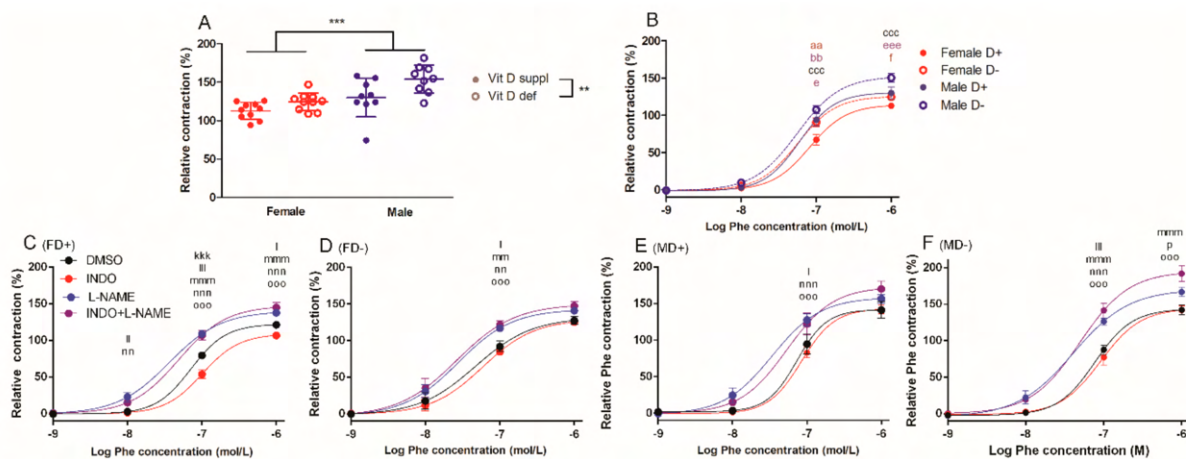 A
***
Relative contraction (%)
200
150
100
50
0
Female
Male
Vit D suppl
Vit D def
**
B
Relative contraction (%)
200
150
100
50
0
aa
bb
ccc
e
ccc
eee
f
Female D+
Female D-
Male D+
Male D-
-9
-8
-7
-6
Log Phe concentration (mol/L)
C (FD+)
Relative contraction (%)
200
150
100
50
0
DMSO
INDO
L-NAME
INDO+L-NAME
ll
nn
kkk
lll
mmm
nnn
ooo
l
mmm
nnn
ooo
-9
-8
-7
-6
Log Phe concentration (mol/L)
D (FD-)
Relative contraction (%)
200
150
100
50
0
l
mm
nn
ooo
-9
-8
-7
-6
Log Phe concentration (mol/L)
E (MD+)
Relative Phe contraction (%)
200
150
100
50
0
l
nnn
ooo
-9
-8
-7
-6
Log Phe concentration (mol/L)
F (MD-)
Relative Phe contraction (%)
200
150
100
50
0
lll
mmm
nnn
ooo
mmm
p
ooo
-9
-8
-7
-6
Log Phe concentration (M)